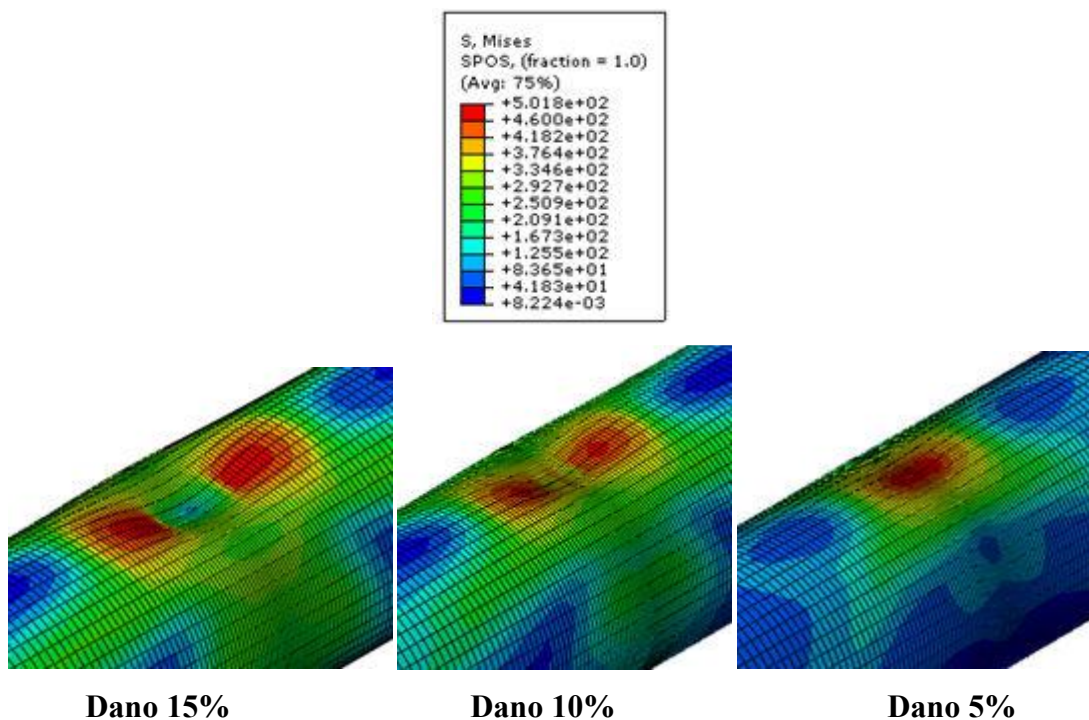 S, Mises
SPOS, (fraction = 1.0)
(Avg: 75%)
+5.018e+02
+4.600e+02
+4.182e+02
+3.764e+02
+3.346e+02
+2.927e+02
+2.509e+02
+2.091e+02
+1.673e+02
+1.255e+02
+8.365e+01
+4.183e+01
+8.224e-03
Dano 15%
Dano 10%
Dano 5%